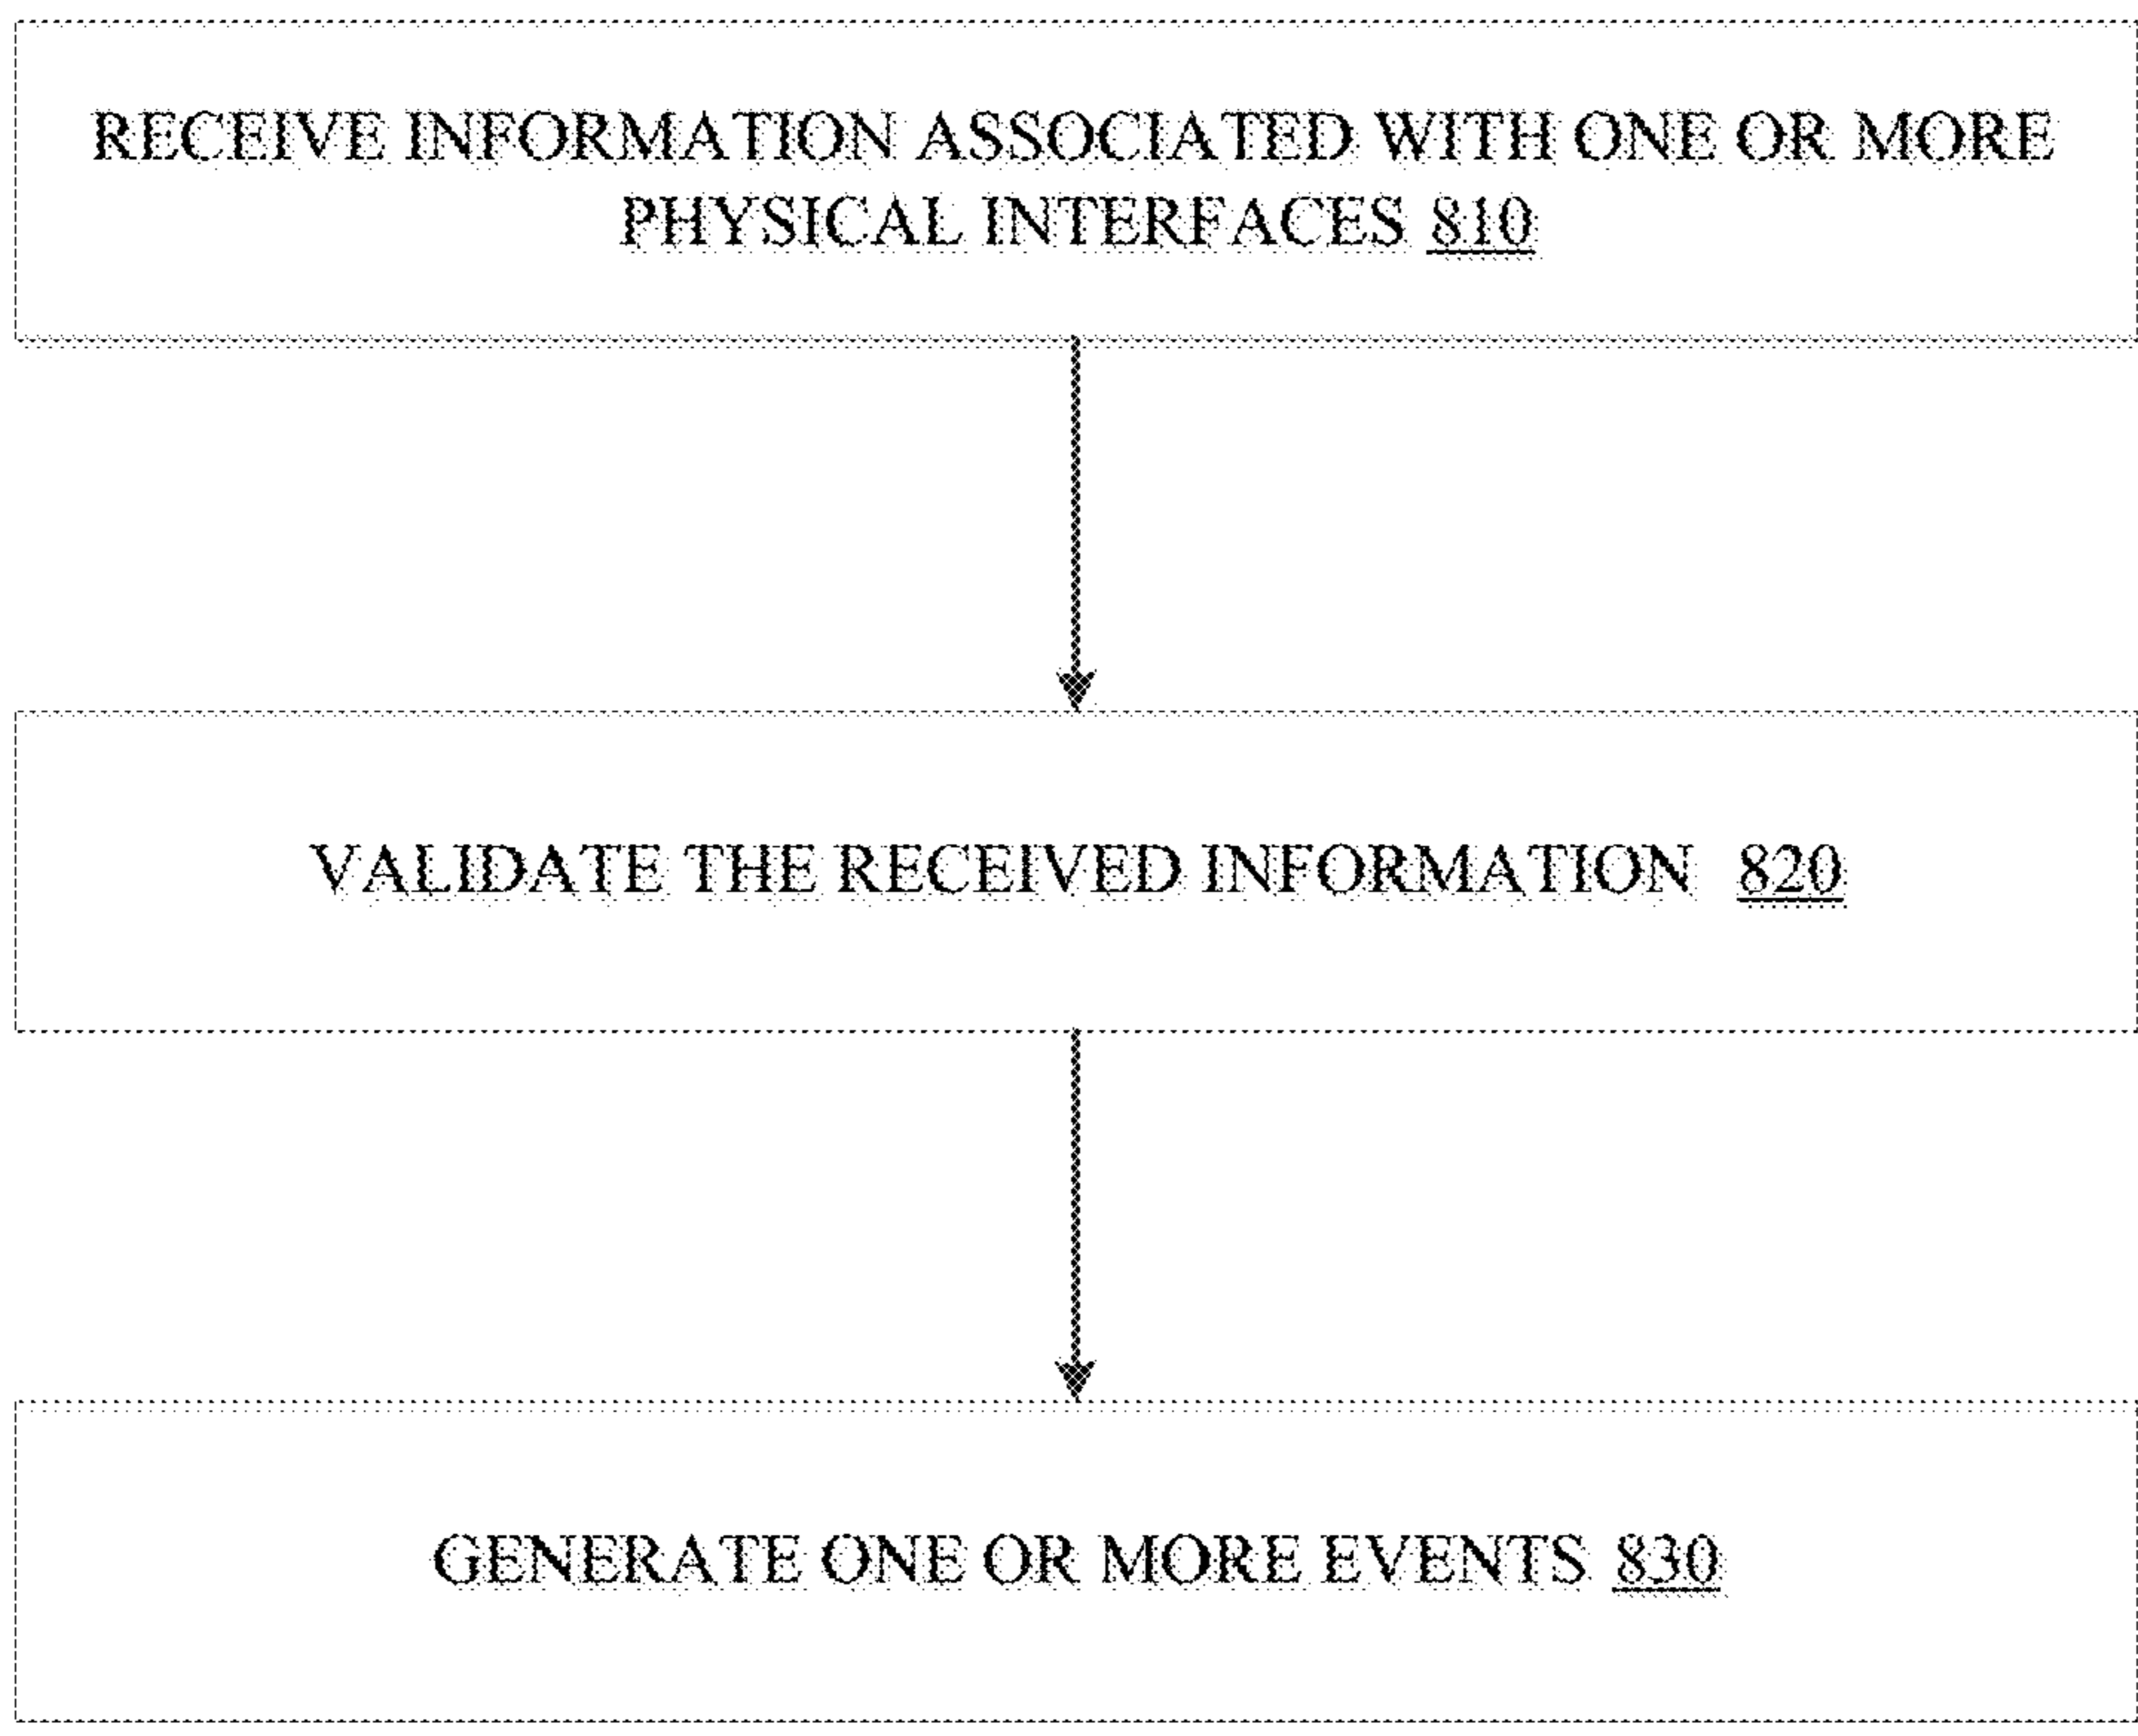 RECEIVE INFORMATION ASSOCIATED WITH ONE OR MORE
PHYSICAL INTERFACES 810
VALIDATE THE RECEIVED INFORMATION 820
GENERATE ONE OR MORE EVENTS 830